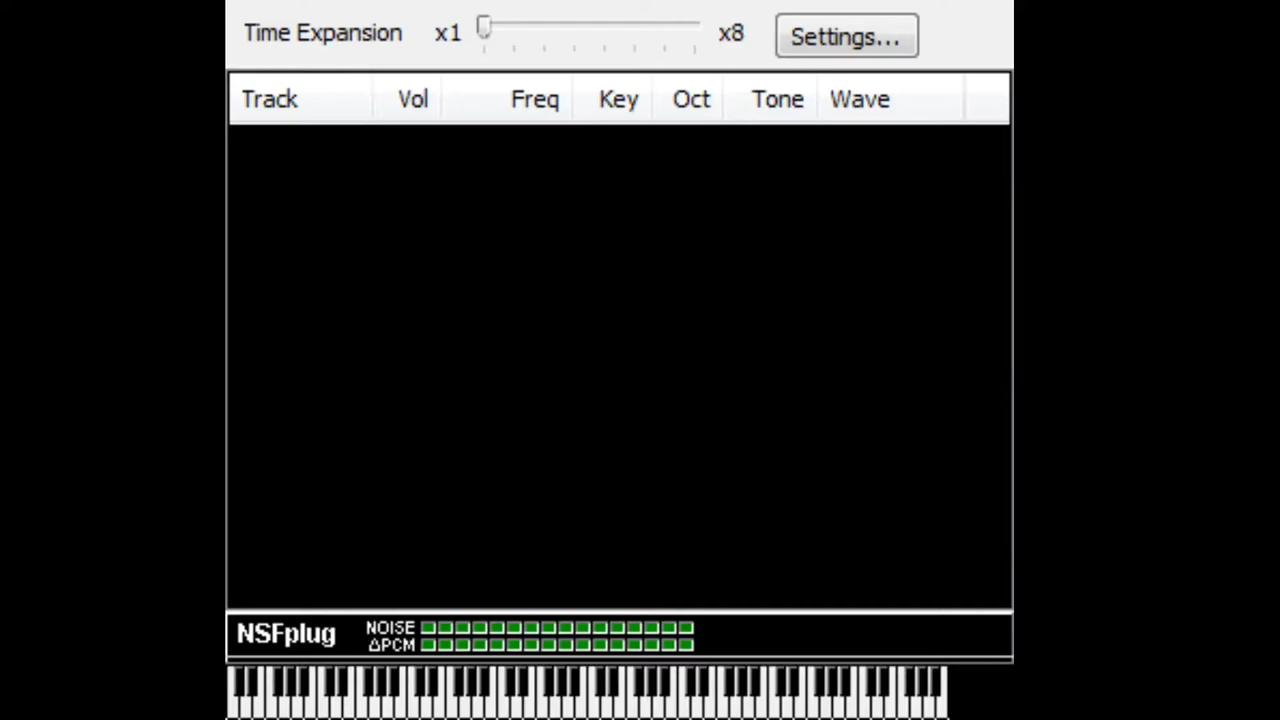 Time Expansion x1 x8 Settings...
Track Vol Freq Key Oct Tone Wave
NSFplug NOISE
ΔPCM